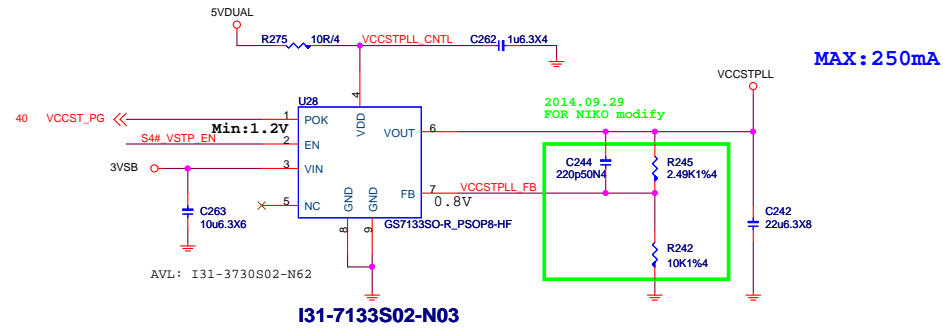 5VDUAL
R275
10R/4
VCCSTPLL_CNTL
C262
1u6.3X4
MAX:250mA
VCCSTPLL
U28
4
2014.09.29
FOR NIKO modify
40
VCCST_PG
1
POK
VDD
VOUT
6
Min:1.2V
S4#_VSTP_EN
2
EN
C244
220p50N4
R245
2.49K1%4
3VSB
3
VIN
VCCSTPLL_FB
7
FB
0.8V
5
NC
GND
GND
GS7133SO-R_PSOP8-HF
C263
10u6.3X6
8
9
C242
22u6.3X8
R242
10K1%4
AVL: I31-3730S02-N62
I31-7133S02-N03